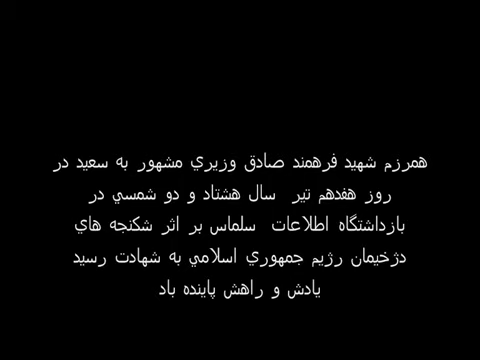 همرزم شهيد فرهمند صادق وزيري مشهور به سعيد در
روز هفدهم تير سال هشتاد و دو شمسي در
بازداشتگاه اطلاعات سلماس بر اثر شكنجه هاي
دژخيمان رژيم جمهوري اسلامي به شهادت رسيد
يادش و راهش پاينده باد